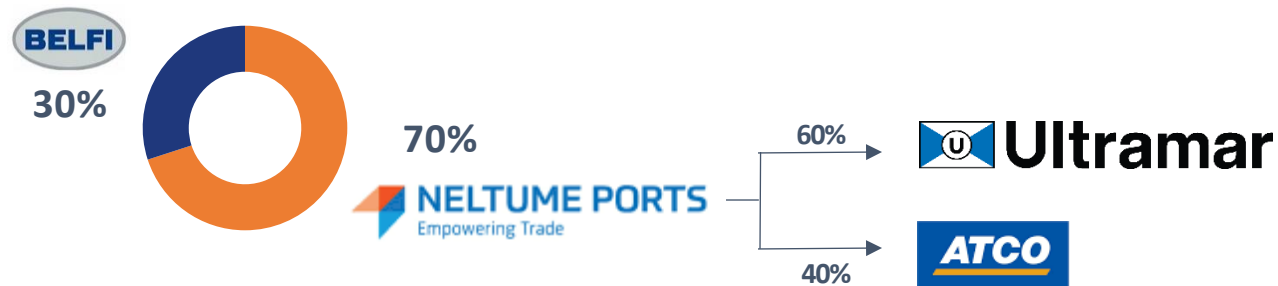 BELFI
30%
70%
NELTUME PORTS
Empowering Trade
60%
U Ultramar
40%
ATCO